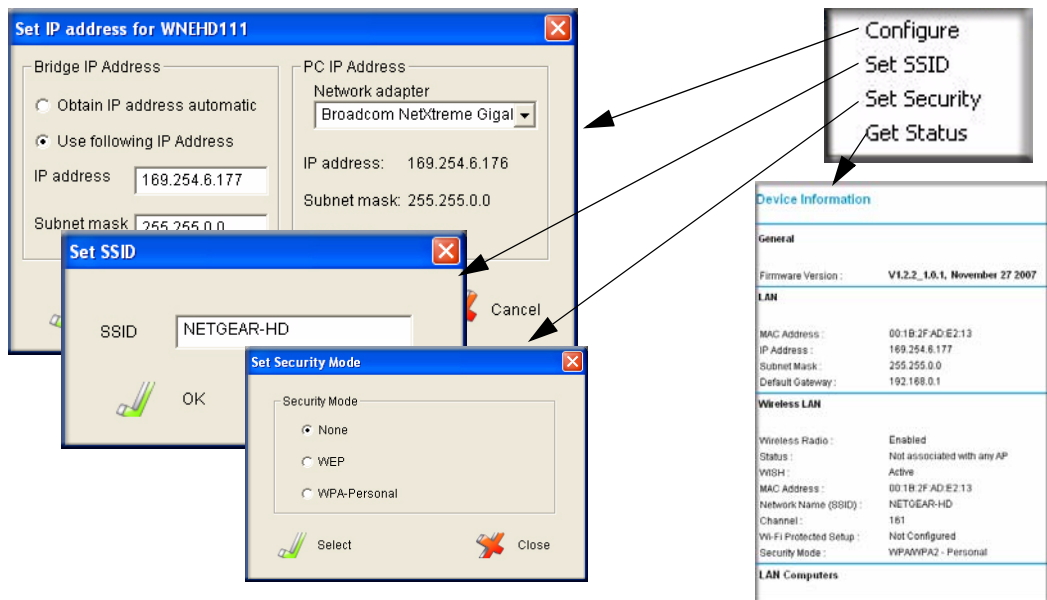 Set IP address for WNEHD111
Bridge IP Address
Obtain IP address automatic
Use following IP Address
IP address 169.254.6.177
Subnet mask 255.255.0.0
PC IP Address
Network adapter
Broadcom NetXtreme Gigal
IP address: 169.254.6.176
Subnet mask: 255.255.0.0
Cancel
Set SSID
SSID NETGEAR-HD
OK
Set Security Mode
Security Mode
None
WEP
WPA-Personal
Select Close
Configure
Set SSID
Set Security
Get Status
Device Information
General
Firmware Version : V1.2.2_1.0.1, November 27 2007
LAN
MAC Address : 00:1B:2F:AD:E2:13
IP Address : 169.254.6.177
Subnet Mask : 255.255.0.0
Default Gateway : 192.168.0.1
Wireless LAN
Wireless Radio : Enabled
Status : Not associated with any AP
WISH : Active
MAC Address : 00:1B:2F:AD:E2:13
Network Name (SSID) : NETGEAR-HD
Channel : 161
Wi-Fi Protected Setup : Not Configured
Security Mode : WPA/WPA2 - Personal
LAN Computers